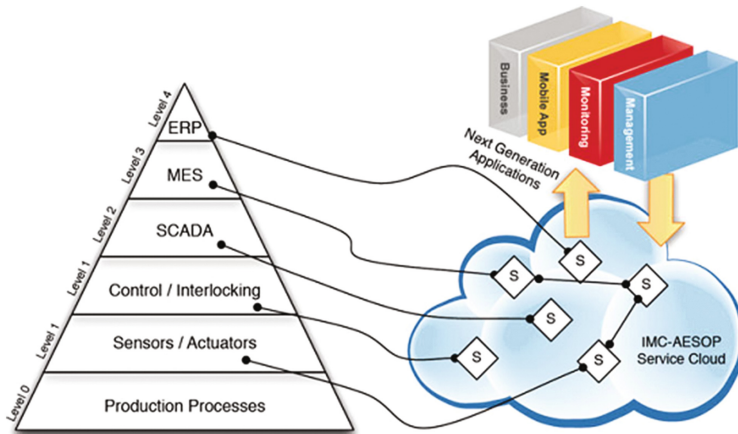 Business
Mobile App
Monitoring
Management
Next Generation
Applications
Level 4
ERP
Level 3
MES
Level 2
SCADA
Level 1
Control / Interlocking
Level 1
Sensors / Actuators
Level 0
Production Processes
S
S
S
S
S
S
IMC-AESOP
Service Cloud